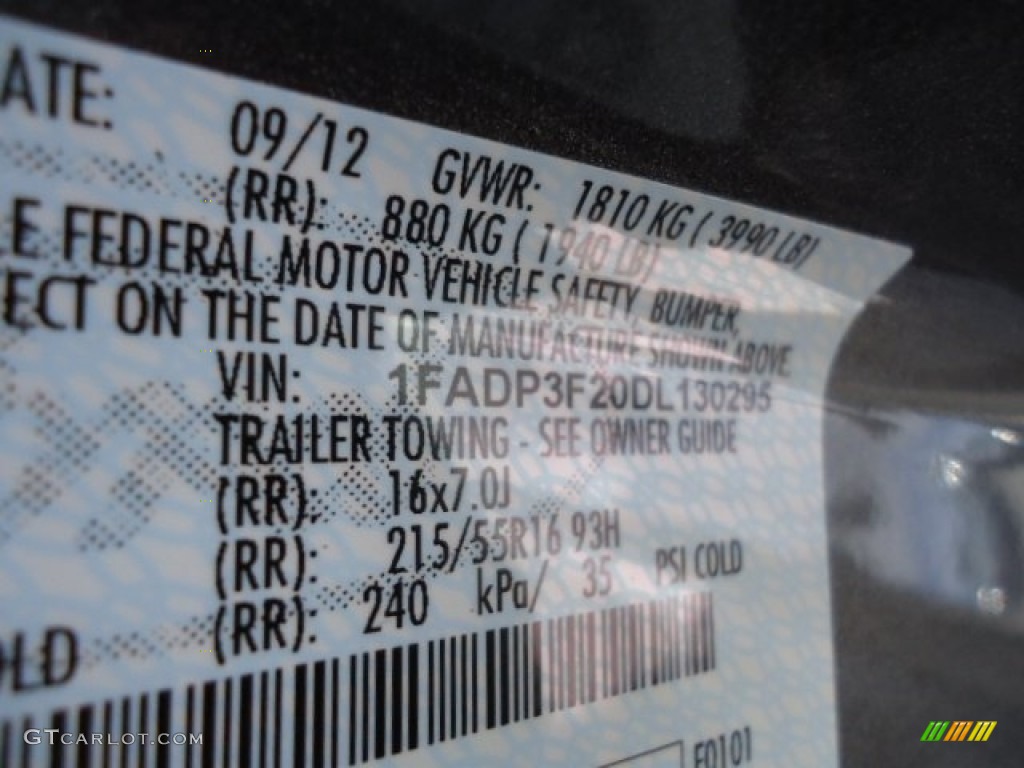 ATE: 09/12 GVWR: 1810 KG ( 3990 LB)
(RR): 880 KG ( 1940 LB)
E FEDERAL MOTOR VEHICLE SAFETY, BUMPER,
ECT ON THE DATE OF MANUFACTURE SHOWN ABOVE
VIN: 1FADP3F20DL130295
TRAILER TOWING - SEE OWNER GUIDE
(RR): 16x7.0J
(RR): 215/55R16 93H
(RR): 240 kPa/ 35 PSI COLD
OLD
F0101
GTCARLOT.COM